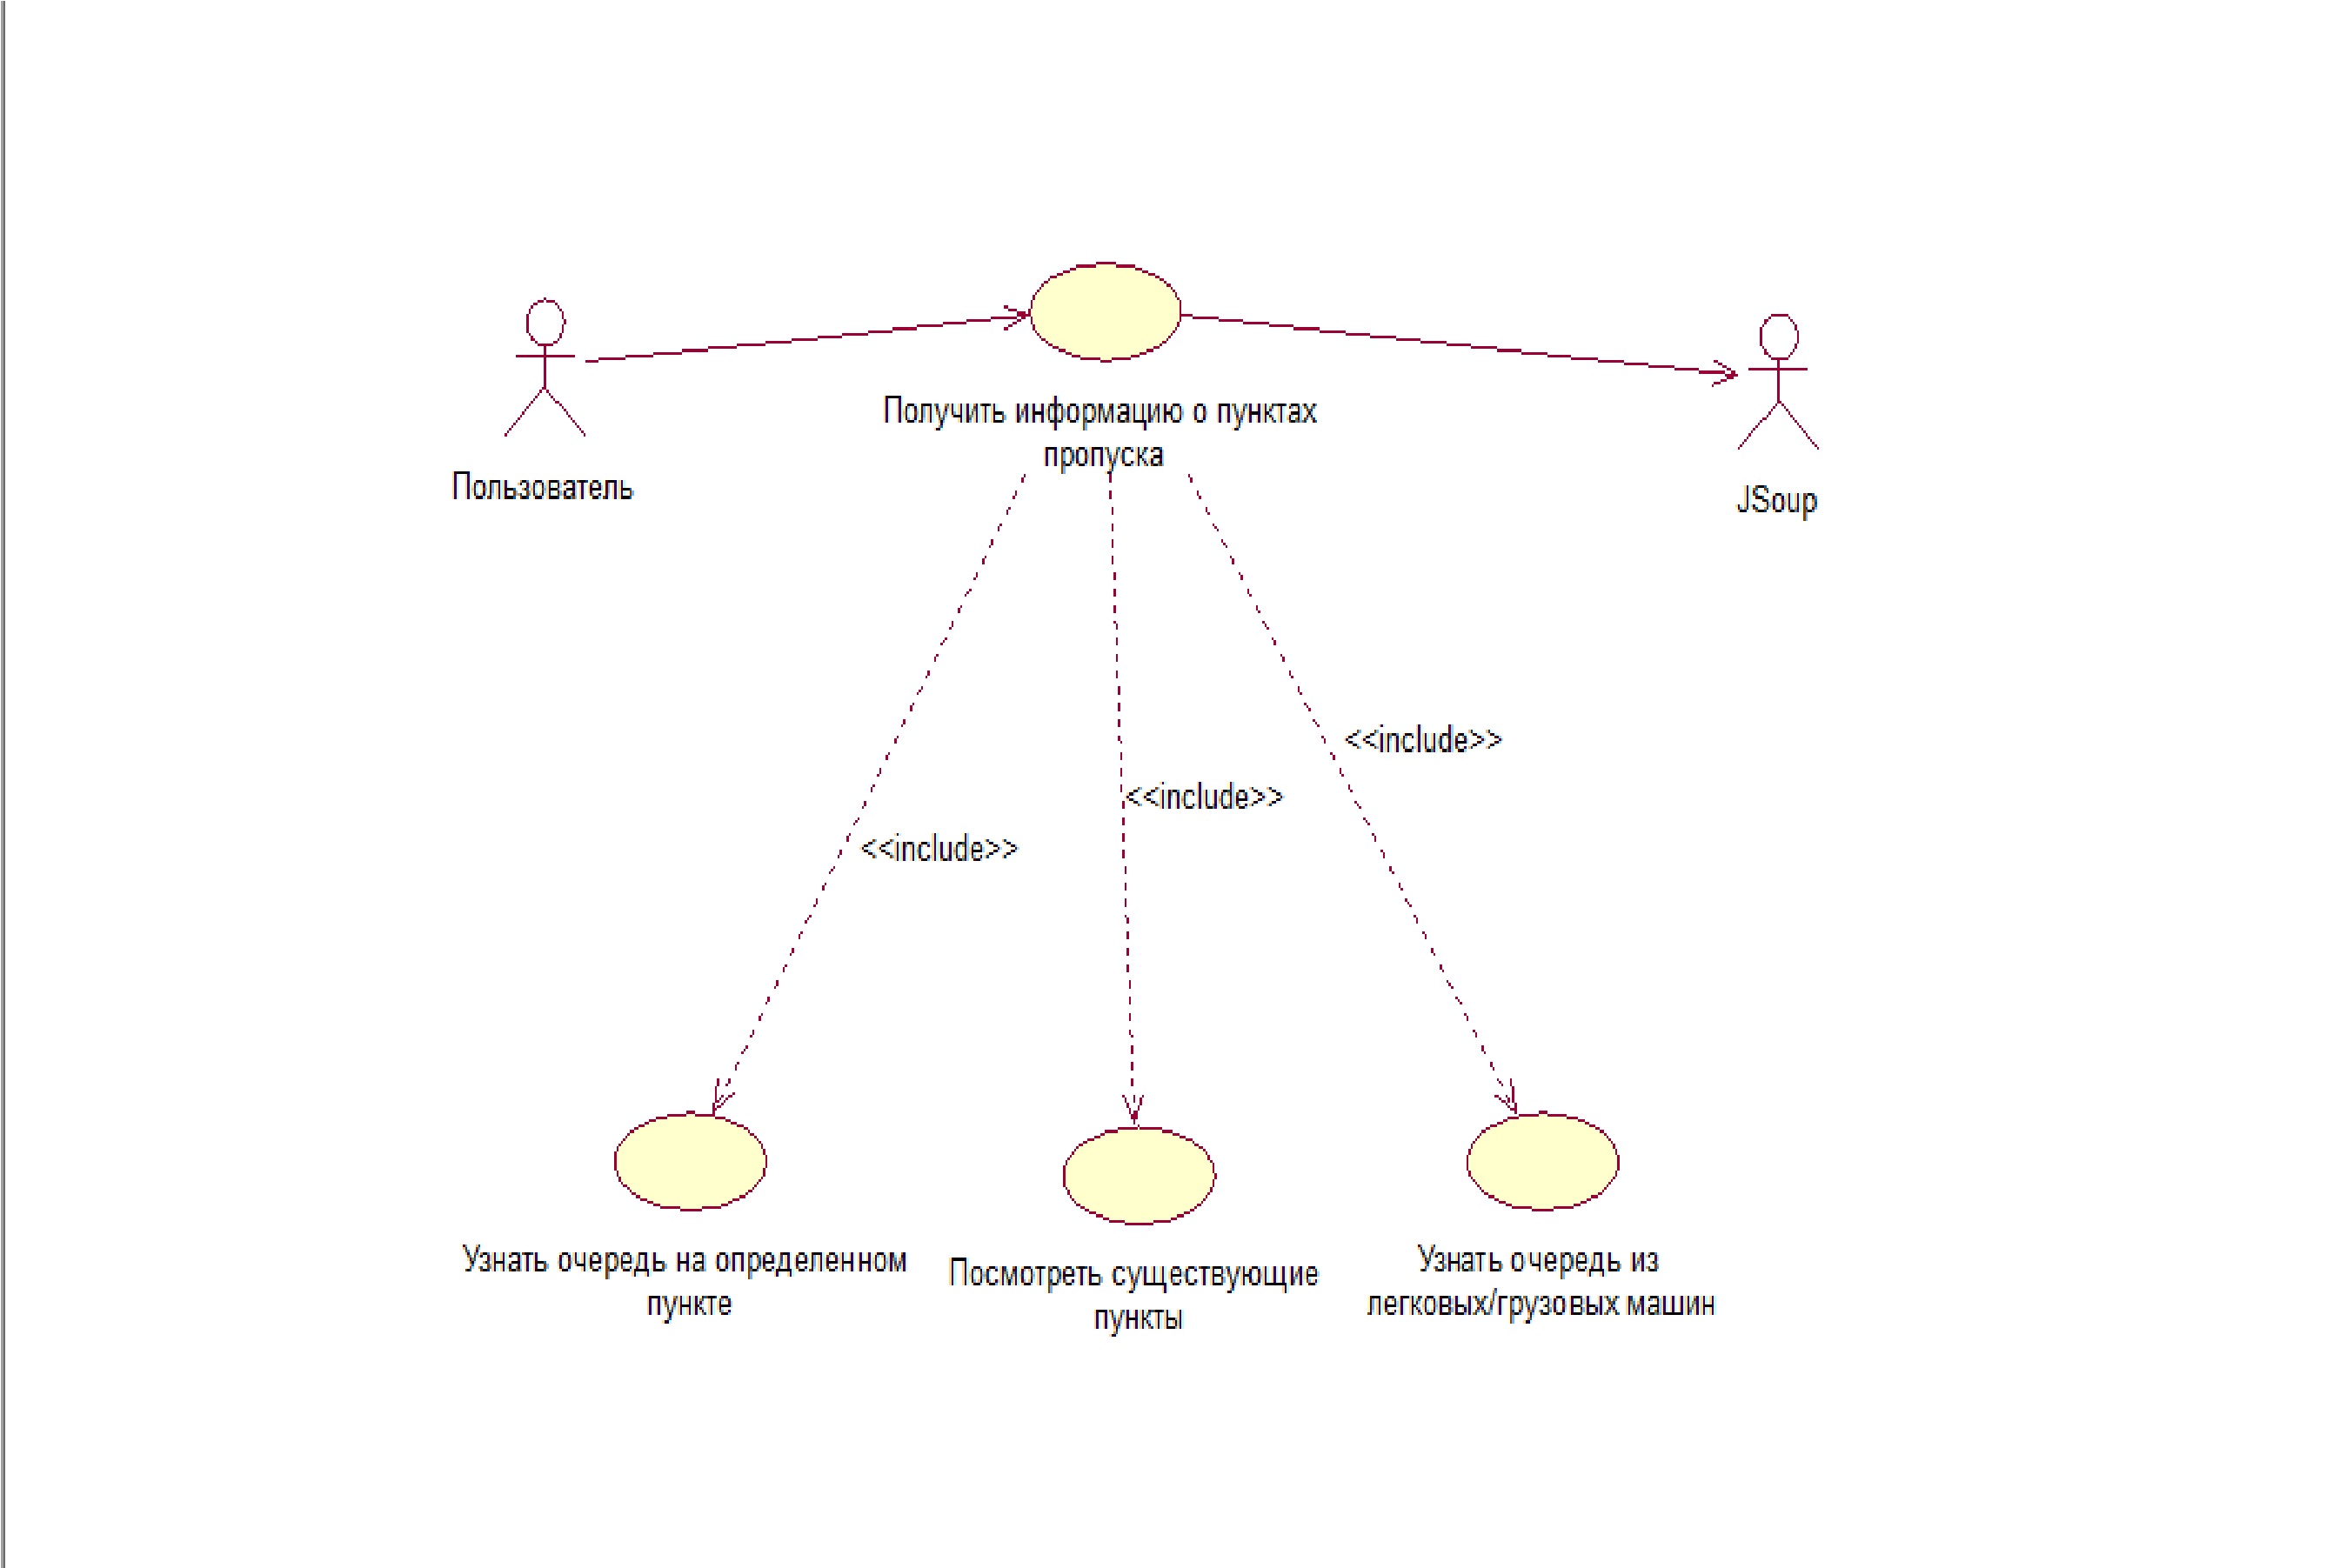 Получить информацию о пунктах
пропуска
Пользователь
JSoup
<<include>>
<<include>>
<<include>>
Узнать очередь на определенном
пункте
Посмотреть существующие
пункты
Узнать очередь из
легковых/грузовых машин